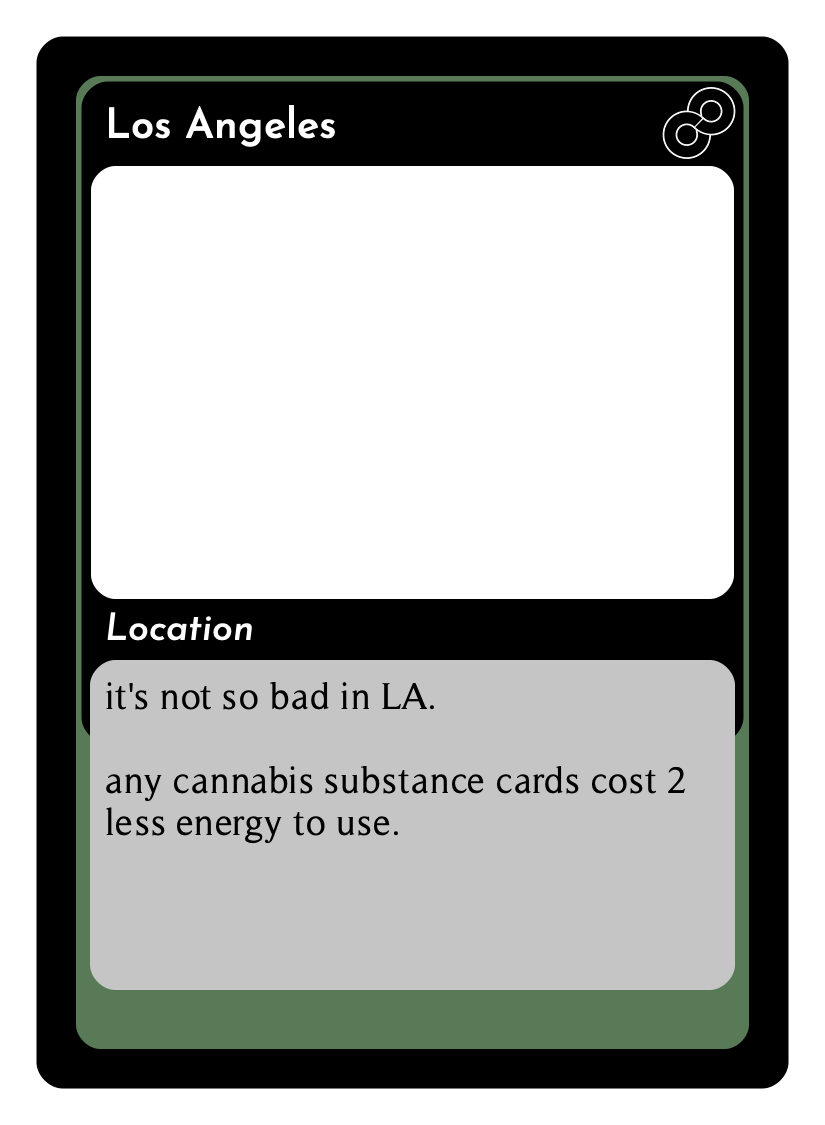 Los Angeles
Location
it's not so bad in LA.
any cannabis substance cards cost 2
less energy to use.